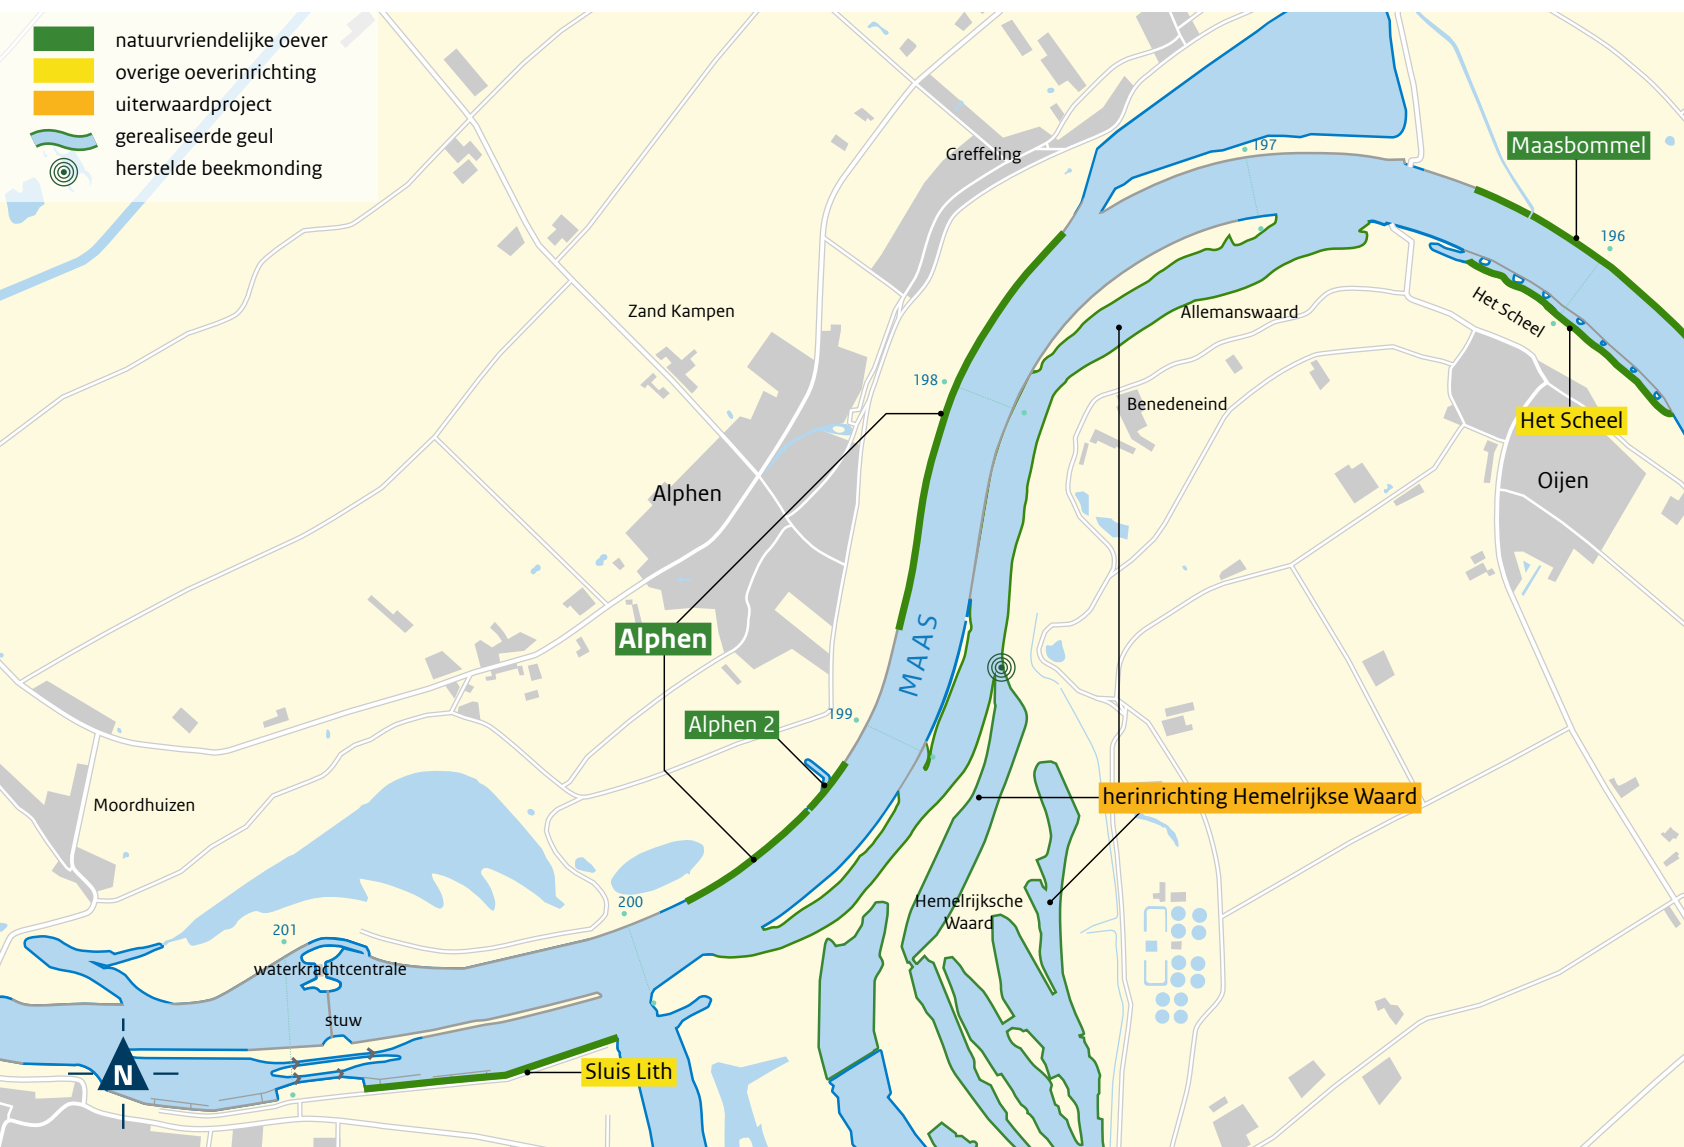 natuurvriendelijke oever
overige oeverinrichting
uiterwaardproject
gerealiseerde geul
herstelde beekmonding
Greffeling
197
Maasbommel
196
Zand Kampen
Allemanswaard
Het Scheel
198
Benedeneind
Het Scheel
Alphen
Oijen
Alphen
MAAS
199
Alphen 2
Moordhuizen
herinrichting Hemelrijkse Waard
Hemelrijksche
Waard
200
201
waterkrachtcentrale
stuw
Sluis Lith
N